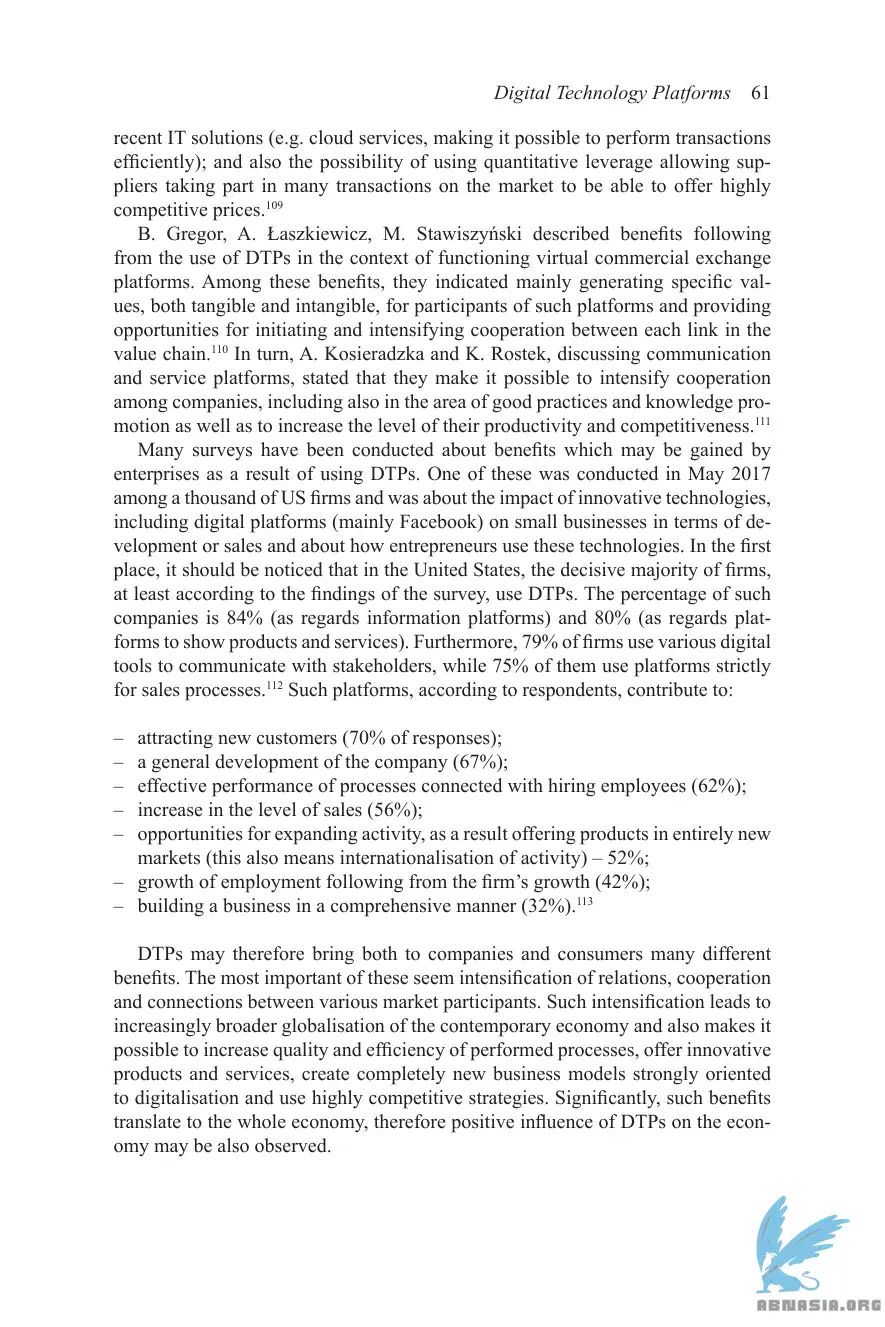 Digital Technology Platforms 61
recent IT solutions (e.g. cloud services, making it possible to perform transactions
efficiently); and also the possibility of using quantitative leverage allowing sup-
pliers taking part in many transactions on the market to be able to offer highly
competitive prices.109
B. Gregor, A. Łaszkiewicz, M. Stawiszyński described benefits following
from the use of DTPs in the context of functioning virtual commercial exchange
platforms. Among these benefits, they indicated mainly generating specific val-
ues, both tangible and intangible, for participants of such platforms and providing
opportunities for initiating and intensifying cooperation between each link in the
value chain.110 In turn, A. Kosieradzka and K. Rostek, discussing communication
and service platforms, stated that they make it possible to intensify cooperation
among companies, including also in the area of good practices and knowledge pro-
motion as well as to increase the level of their productivity and competitiveness.111
Many surveys have been conducted about benefits which may be gained by
enterprises as a result of using DTPs. One of these was conducted in May 2017
among a thousand of US firms and was about the impact of innovative technologies,
including digital platforms (mainly Facebook) on small businesses in terms of de-
velopment or sales and about how entrepreneurs use these technologies. In the first
place, it should be noticed that in the United States, the decisive majority of firms,
at least according to the findings of the survey, use DTPs. The percentage of such
companies is 84% (as regards information platforms) and 80% (as regards plat-
forms to show products and services). Furthermore, 79% of firms use various digital
tools to communicate with stakeholders, while 75% of them use platforms strictly
for sales processes.112 Such platforms, according to respondents, contribute to:
– attracting new customers (70% of responses);
– a general development of the company (67%);
– effective performance of processes connected with hiring employees (62%);
– increase in the level of sales (56%);
– opportunities for expanding activity, as a result offering products in entirely new
markets (this also means internationalisation of activity) – 52%;
– growth of employment following from the firm's growth (42%);
– building a business in a comprehensive manner (32%).113
DTPs may therefore bring both to companies and consumers many different
benefits. The most important of these seem intensification of relations, cooperation
and connections between various market participants. Such intensification leads to
increasingly broader globalisation of the contemporary economy and also makes it
possible to increase quality and efficiency of performed processes, offer innovative
products and services, create completely new business models strongly oriented
to digitalisation and use highly competitive strategies. Significantly, such benefits
translate to the whole economy, therefore positive influence of DTPs on the econ-
omy may be also observed.
ABNASIA.ORG